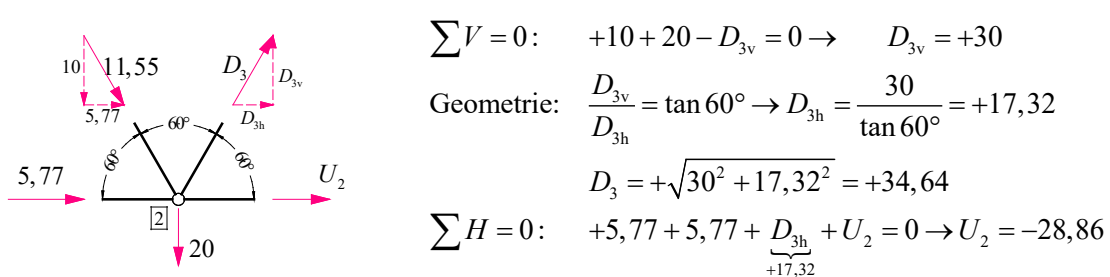 ∑V = 0: +10 + 20 − D₃ᵥ = 0 → D₃ᵥ = +30
10 11,55 D₃ D₃ᵥ
5,77 D₃ₕ
Geometrie: D₃ᵥ / D₃ₕ = tan 60° → D₃ₕ = 30 / tan 60° = +17,32
60° 60° 60°
D₃ = +√(30² + 17,32²) = +34,64
5,77 U₂
2
∑H = 0: +5,77 + 5,77 + D₃ₕ + U₂ = 0 → U₂ = −28,86
+17,32
20